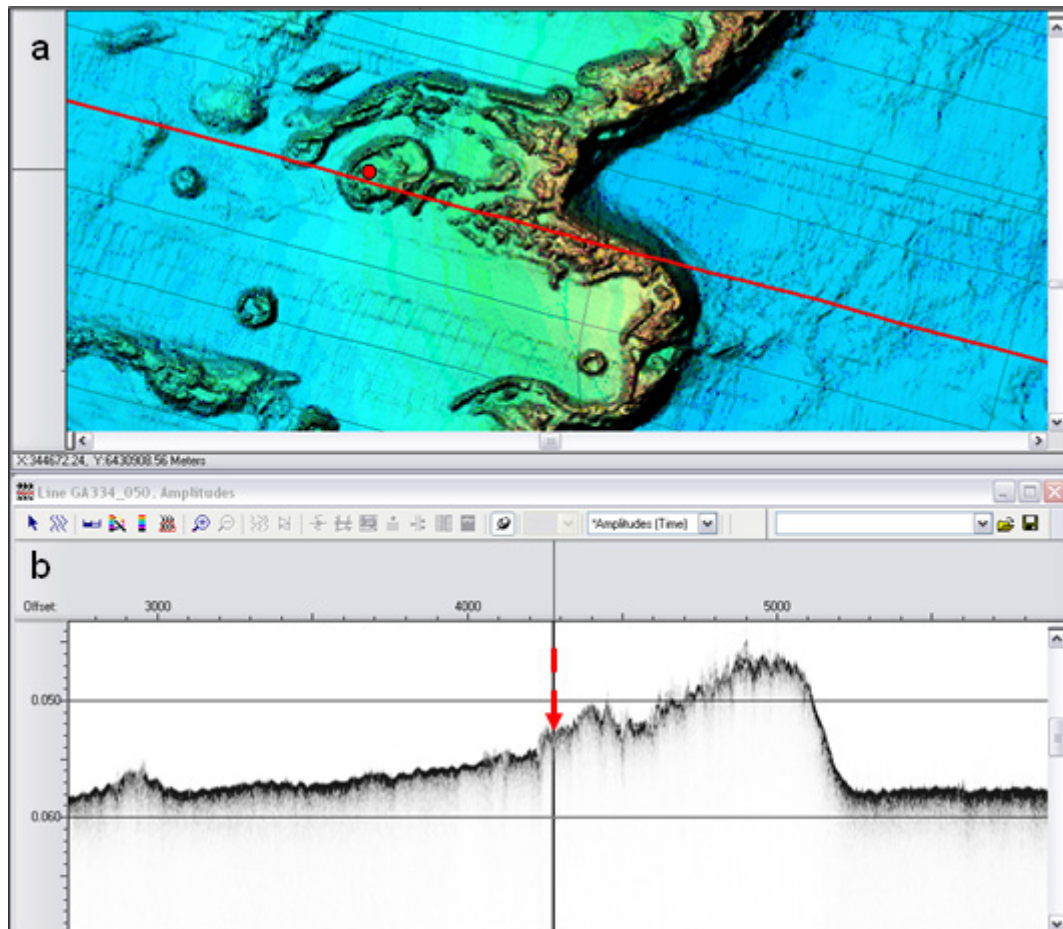 a
X:344672.24, Y:6430908.56 Meters
Line GA334_050, Amplitudes
*Amplitudes (Time)
b
Offset: 3000 4000 5000
0.050
0.060